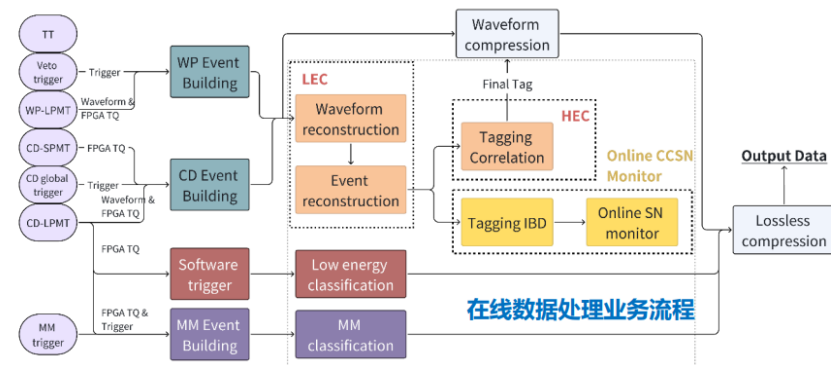 TT
Veto
trigger
WP-LPMT
CD-SPMT
CD global
trigger
CD-LPMT
MM
trigger
Trigger
Waveform &
FPGA TQ
FPGA TQ
Trigger
Waveform &
FPGA TQ
FPGA TQ
FPGA TQ &
Trigger
WP Event
Building
CD Event
Building
Software
trigger
MM Event
Building
LEC
Waveform
reconstruction
Event
reconstruction
Low energy
classification
MM
classification
Waveform
compression
Final Tag
HEC
Tagging
Correlation
Online CCSN
Monitor
Tagging IBD
Online SN
monitor
在线数据处理业务流程
Output Data
Lossless
compression